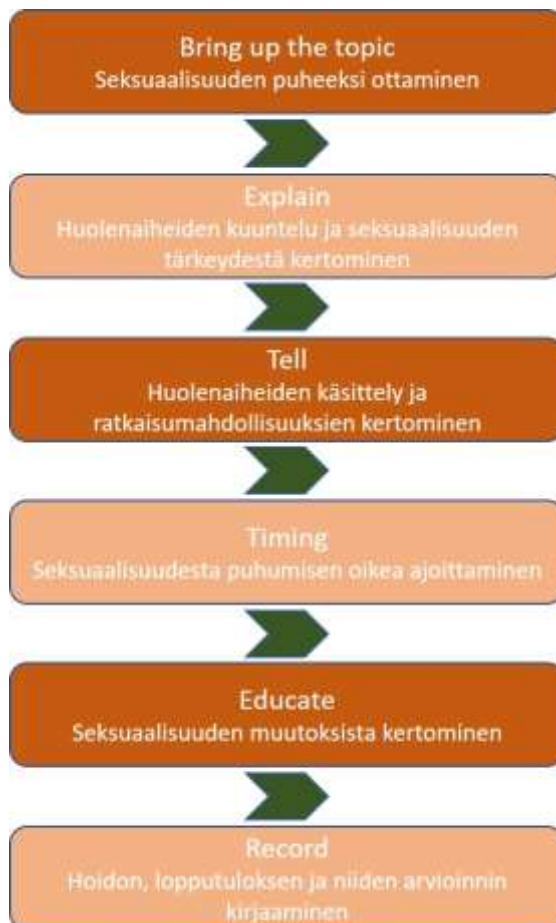 Bring up the topic
Seksuaalisuuden puheeksi ottaminen
Explain
Huolenaiheiden kuuntelu ja seksuaalisuuden
tärkeydestä kertominen
Tell
Huolenaiheiden käsittely ja
ratkaisumahdollisuuksien kertominen
Timing
Seksuaalisuudesta puhumisen oikea ajoittaminen
Educate
Seksuaalisuuden muutoksista kertominen
Record
Hoidon, lopputuloksen ja niiden arvioinnin
kirjaaminen